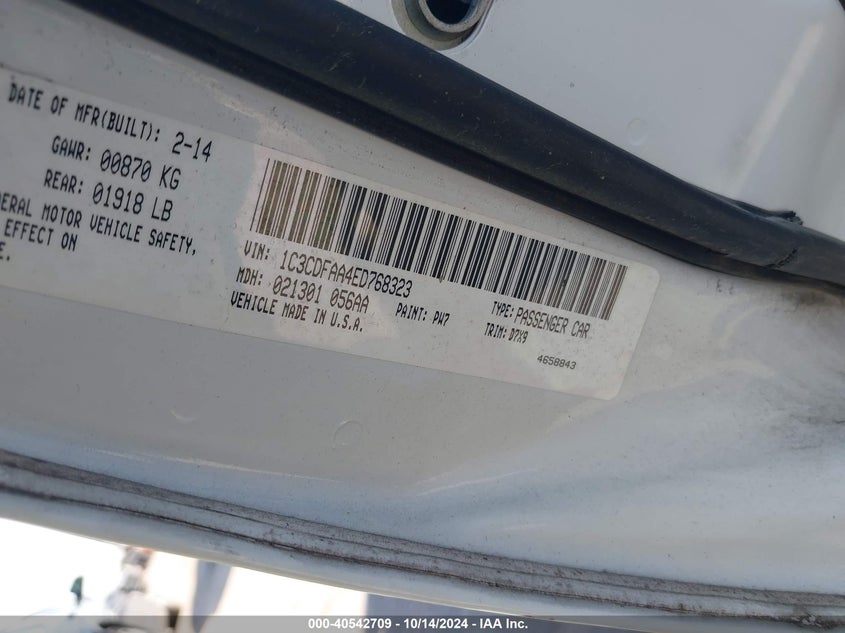 DATE OF MFR(BUILT): 2-14
GAWR: 00870 KG
REAR: 01918 LB
ERAL MOTOR VEHICLE SAFETY,
EFFECT ON
E.
VIN: 1C3CDFAA4ED768323
MDH: 021301 056AA
PAINT: PW7
VEHICLE MADE IN U.S.A.
TYPE: PASSENGER CAR
TRIM: D7X9
4658843
000-40542709 - 10/14/2024 - IAA Inc.